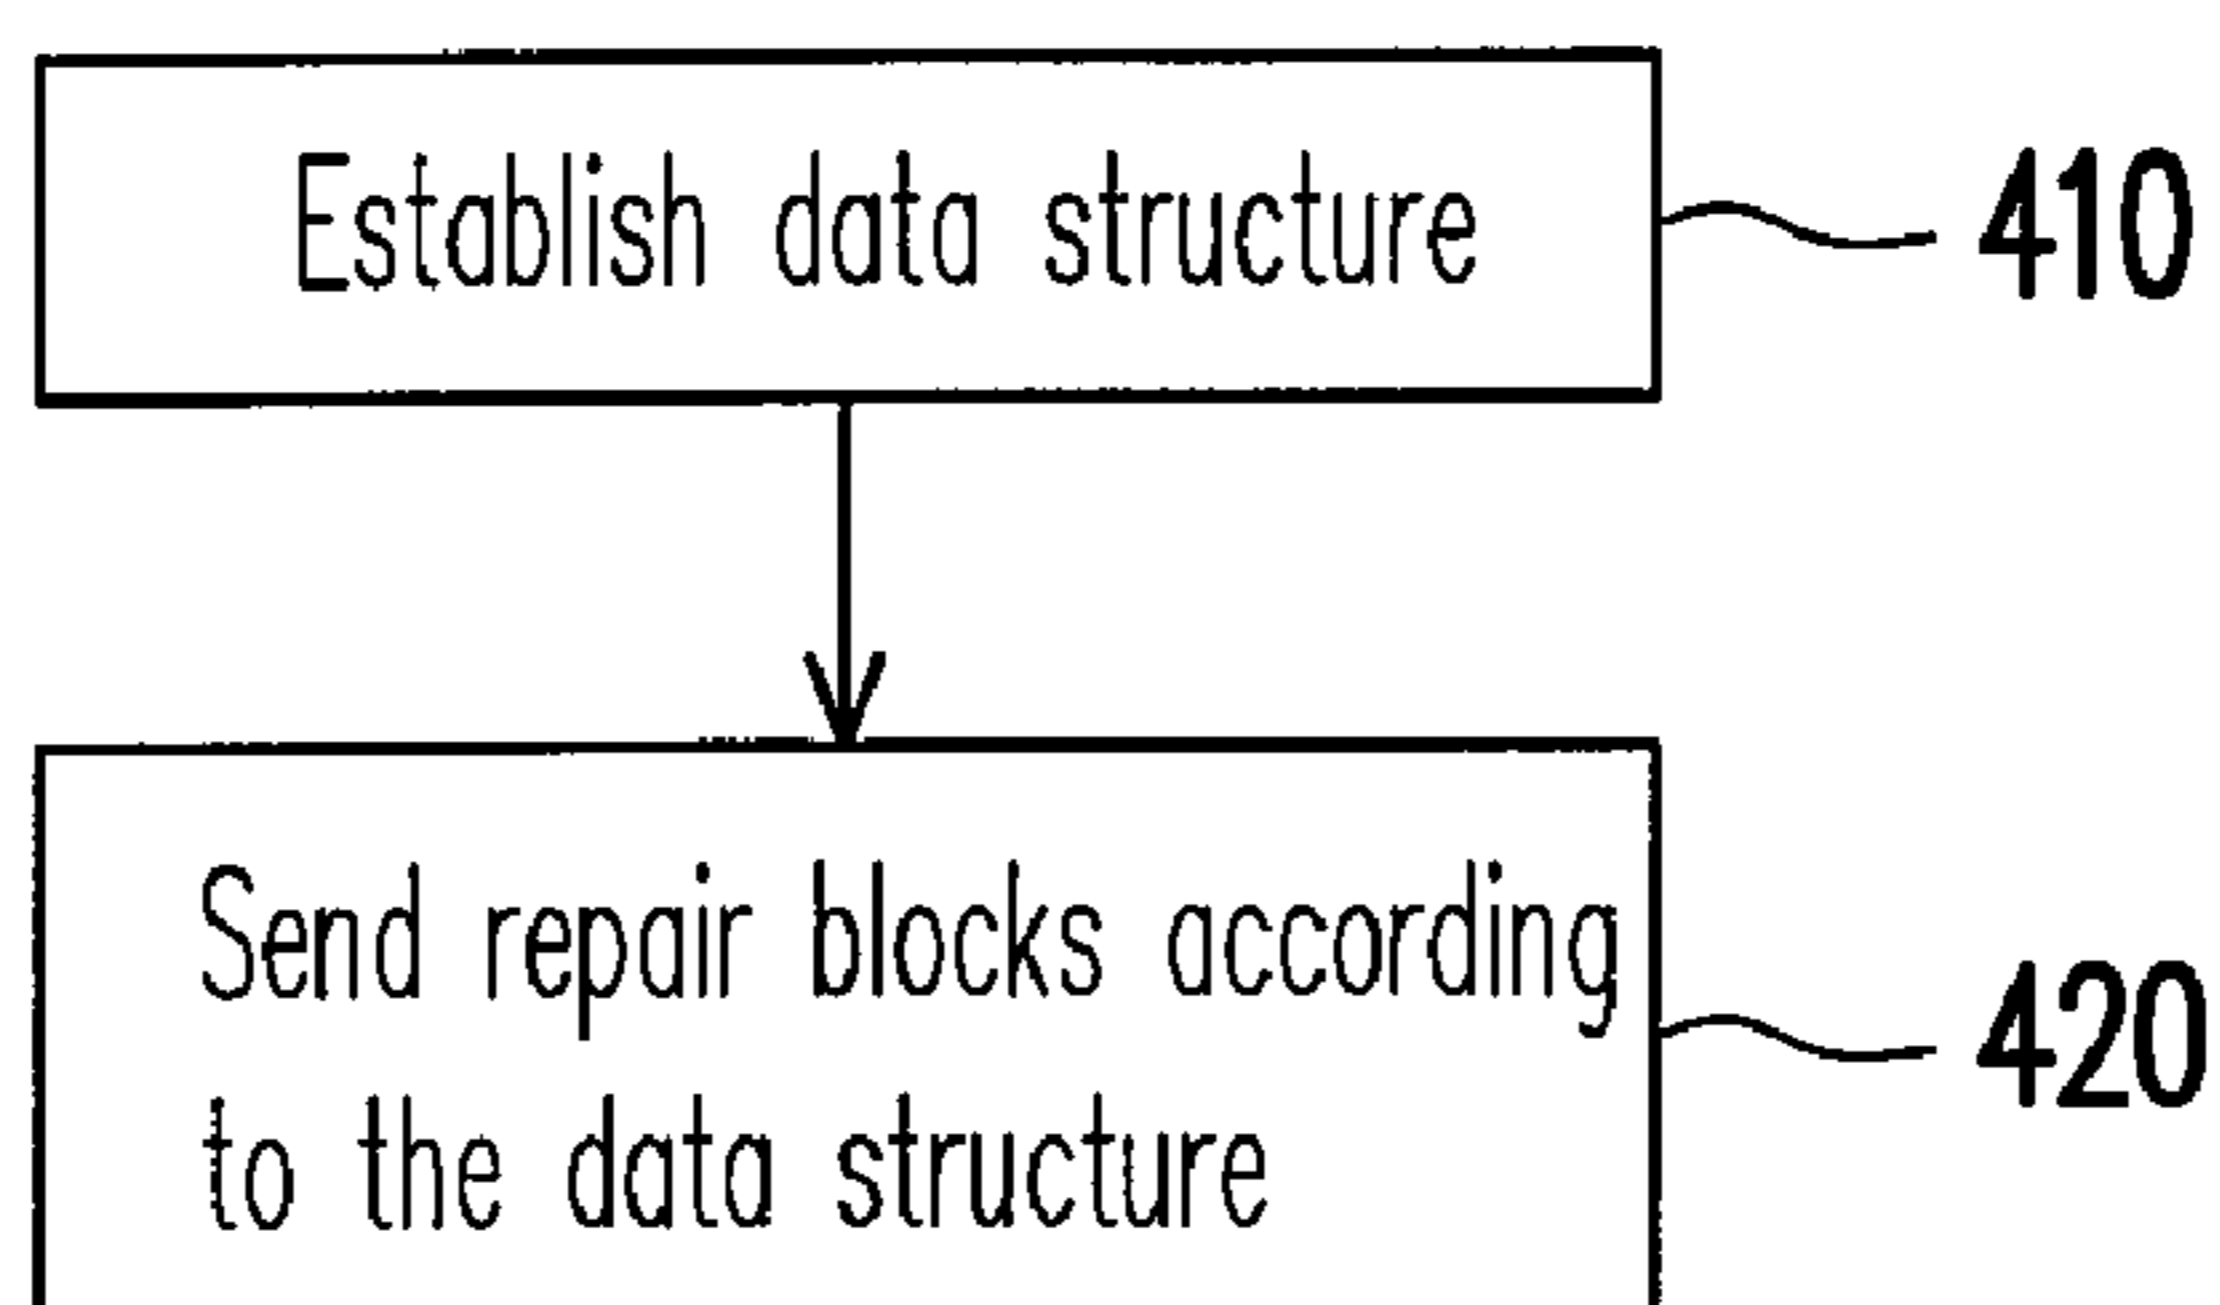 Establish data structure
410
Send repair blocks according
to the data structure
420